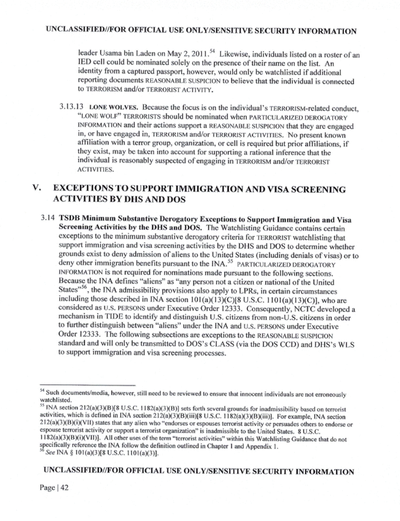 UNCLASSIFIED//FOR OFFICIAL USE ONLY/SENSITIVE SECURITY INFORMATION
leader Usama bin Laden on May 2, 2011.54 Likewise, individuals listed on a roster of an
IED cell could be nominated solely on the presence of their name on the list. An
identity from a captured passport, however, would only be watchlisted if additional
reporting documents REASONABLE SUSPICION to believe that the individual is connected
to TERRORISM and/or TERRORIST ACTIVITY.
3.13.13 LONE WOLVES. Because the focus is on the individual's TERRORISM-related conduct,
"LONE WOLF" TERRORISTS should be nominated when PARTICULARIZED DEROGATORY
INFORMATION and their actions support a REASONABLE SUSPICION that they are engaged
in, or have engaged in, TERRORISM and/or TERRORIST ACTIVITIES. No present known
affiliation with a terror group, organization, or cell is required but prior affiliations, if
they exist, may be taken into account for supporting a rational inference that the
individual is reasonably suspected of engaging in TERRORISM and/or TERRORIST
ACTIVITIES.
V. EXCEPTIONS TO SUPPORT IMMIGRATION AND VISA SCREENING
ACTIVITIES BY DHS AND DOS
3.14 TSDB Minimum Substantive Derogatory Exceptions to Support Immigration and Visa
Screening Activities by the DHS and DOS. The Watchlisting Guidance contains certain
exceptions to the minimum substantive derogatory criteria for TERRORIST watchlisting that
support immigration and visa screening activities by the DHS and DOS to determine whether
grounds exist to deny admission of aliens to the United States (including denials of visas) or to
deny other immigration benefits pursuant to the INA.35 PARTICULARIZED DEROGATORY
INFORMATION is not required for nominations made pursuant to the following sections.
Because the INA defines "aliens" as "any person not a citizen or national of the United
States"36, the INA admissibility provisions also apply to LPRs, in certain circumstances
including those described in INA section 101(a)(13)(C)[8 U.S.C. 1101(a)(13)(C)], who are
considered as U.S. PERSONS under Executive Order 12333. Consequently, NCTC developed a
mechanism in TIDE to identify and distinguish U.S. citizens from non-U.S. citizens in order
to further distinguish between "aliens" under the INA and U.S. PERSONS under Executive
Order 12333. The following subsections are exceptions to the REASONABLE SUSPICION
standard and will only be transmitted to DOS's CLASS (via the DOS CCD) and DHS's WLS
to support immigration and visa screening processes.
34 Such documents/media, however, still need to be reviewed to ensure that innocent individuals are not erroneously
watchlisted.
35 INA section 212(a)(3)(B)[8 U.S.C. 1182(a)(3)(B)] sets forth several grounds for inadmissibility based on terrorist
activities, which is defined in INA section 212(a)(3)(B)(iii)[8 U.S.C. 1182(a)(3)(B)(iii)]. For example, INA section
212(a)(3)(B)(i)(VII) states that any alien who "endorses or espouses terrorist activity or persuades others to endorse or
espouse terrorist activity or support a terrorist organization" is inadmissible to the United States. 8 U.S.C.
1182(a)(3)(B)(i)(VII)]. All other uses of the term "terrorist activities" within this Watchlisting Guidance that do not
specifically reference the INA follow the definition outlined in Chapter 1 and Appendix 1.
36 See INA § 101(a)(3)[8 U.S.C. 1101(a)(3)].
UNCLASSIFIED//FOR OFFICIAL USE ONLY/SENSITIVE SECURITY INFORMATION
Page | 42